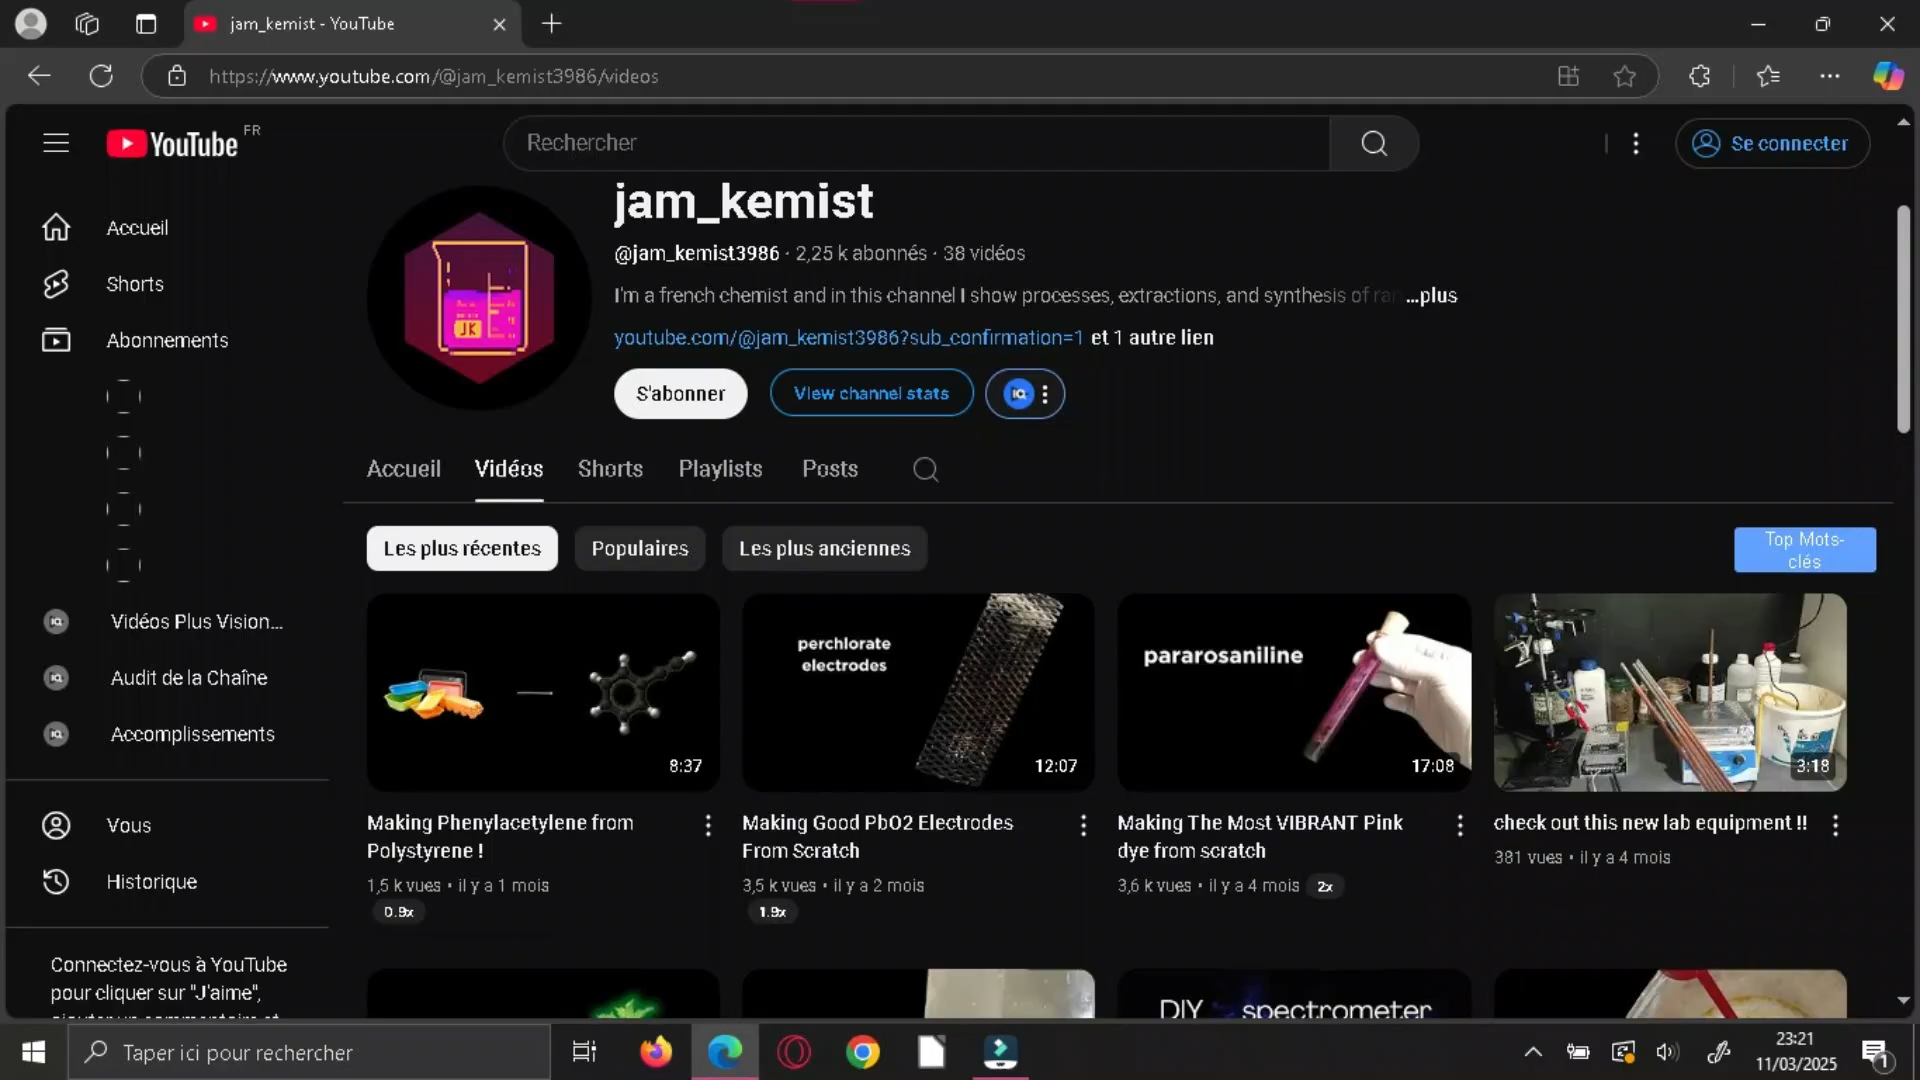 jam_kemist - YouTube
https://www.youtube.com/@jam_kemist3986/videos
YouTube FR
Rechercher
Se connecter
Accueil
Shorts
Abonnements
Vidéos Plus Vision...
Audit de la Chaîne
Accomplissements
Vous
Historique
Connectez-vous à YouTube
pour cliquer sur "J'aime",
JK
jam_kemist
@jam_kemist3986 · 2,25 k abonnés · 38 vidéos
I'm a french chemist and in this channel I show processes, extractions, and synthesis of ...plus
youtube.com/@jam_kemist3986?sub_confirmation=1 et 1 autre lien
S'abonner
View channel stats
Accueil
Vidéos
Shorts
Playlists
Posts
Les plus récentes
Populaires
Les plus anciennes
Top Mots-
clés
8:37
Making Phenylacetylene from
Polystyrene !
1,5 k vues • il y a 1 mois
0.9x
perchlorate
electrodes
12:07
Making Good PbO2 Electrodes
From Scratch
3,5 k vues • il y a 2 mois
1.9x
pararosaniline
17:08
Making The Most VIBRANT Pink
dye from scratch
3,6 k vues • il y a 4 mois 2x
3:18
check out this new lab equipment !!
381 vues • il y a 4 mois
DIY spectrometer
Taper ici pour rechercher
23:21
11/03/2025
1